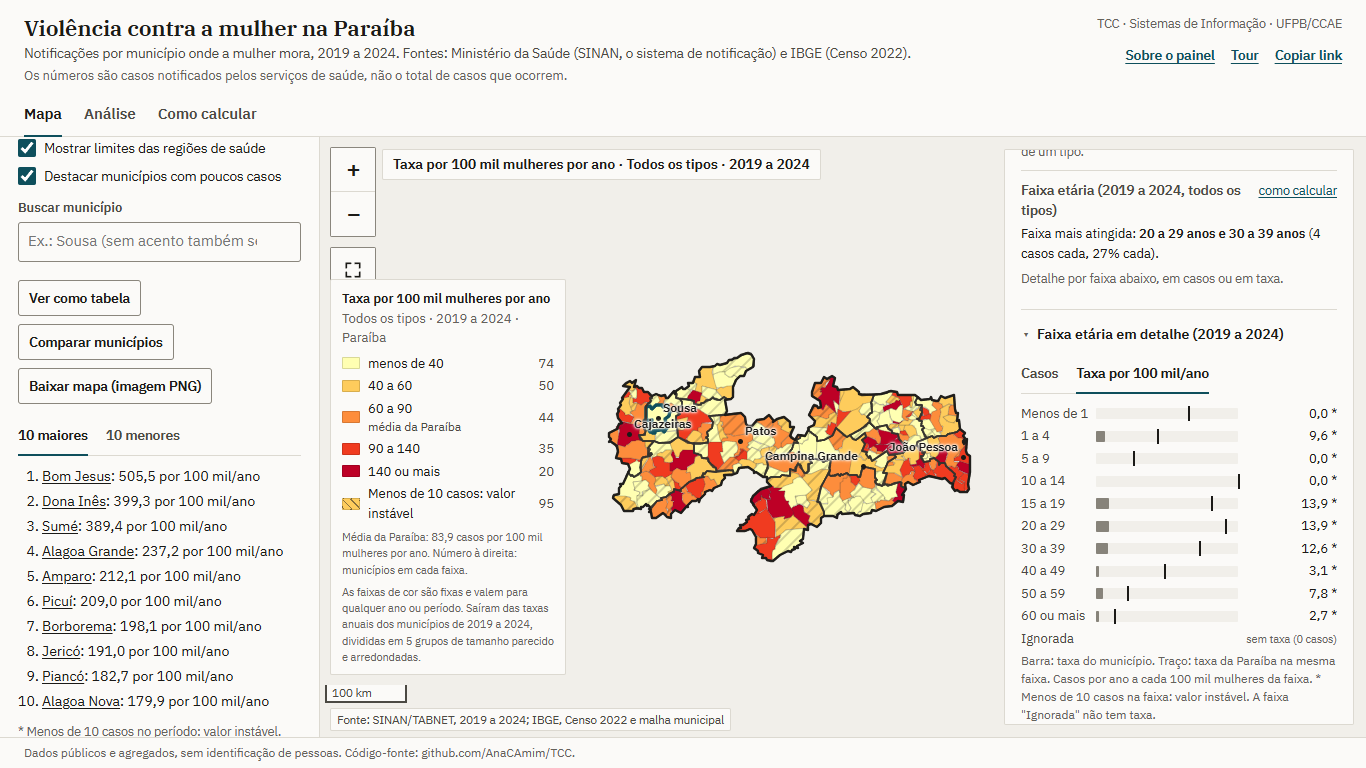 Violência contra a mulher na Paraíba
Notificações por município onde a mulher mora, 2019 a 2024. Fontes: Ministério da Saúde (SINAN, o sistema de notificação) e IBGE (Censo 2022).
Os números são casos notificados pelos serviços de saúde, não o total de casos que ocorrem.
TCC · Sistemas de Informação · UFPB/CCAE
Sobre o painel Tour Copiar link
Mapa Análise Como calcular
Mostrar limites das regiões de saúde
Destacar municípios com poucos casos
Buscar município
Ex.: Sousa (sem acento também
Ver como tabela
Comparar municípios
Baixar mapa (imagem PNG)
10 maiores 10 menores
1. Bom Jesus: 505,5 por 100 mil/ano
2. Dona Inês: 399,3 por 100 mil/ano
3. Sumé: 389,4 por 100 mil/ano
4. Alagoa Grande: 237,2 por 100 mil/ano
5. Amparo: 212,1 por 100 mil/ano
6. Picuí: 209,0 por 100 mil/ano
7. Borborema: 198,1 por 100 mil/ano
8. Jericó: 191,0 por 100 mil/ano
9. Piancó: 182,7 por 100 mil/ano
10. Alagoa Nova: 179,9 por 100 mil/ano
* Menos de 10 casos no período: valor instável.
+
−
Taxa por 100 mil mulheres por ano · Todos os tipos · 2019 a 2024
Taxa por 100 mil mulheres por ano
Todos os tipos · 2019 a 2024 ·
Paraíba
menos de 40 74
40 a 60 50
60 a 90 44
média da Paraíba
90 a 140 35
140 ou mais 20
Menos de 10 casos: valor
instável 95
Média da Paraíba: 83,9 casos por 100 mil
mulheres por ano. Número à direita:
municípios em cada faixa.
As faixas de cor são fixas e valem para
qualquer ano ou período. Saíram das taxas
anuais dos municípios de 2019 a 2024,
divididas em 5 grupos de tamanho parecido
e arredondadas.
100 km
Fonte: SINAN/TABNET, 2019 a 2024; IBGE, Censo 2022 e malha municipal
Sousa
Cajazeiras
Patos
Campina Grande
João Pessoa
de um tipo.
Faixa etária (2019 a 2024, todos os
tipos)
como calcular
Faixa mais atingida: 20 a 29 anos e 30 a 39 anos (4
casos cada, 27% cada).
Detalhe por faixa abaixo, em casos ou em taxa.
Faixa etária em detalhe (2019 a 2024)
Casos Taxa por 100 mil/ano
Menos de 1 0,0 *
1 a 4 9,6 *
5 a 9 0,0 *
10 a 14 0,0 *
15 a 19 13,9 *
20 a 29 13,9 *
30 a 39 12,6 *
40 a 49 3,1 *
50 a 59 7,8 *
60 ou mais 2,7 *
Ignorada sem taxa (0 casos)
Barra: taxa do município. Traço: taxa da Paraíba na mesma
faixa. Casos por ano a cada 100 mil mulheres da faixa. *
Menos de 10 casos na faixa: valor instável. A faixa
"Ignorada" não tem taxa.
Dados públicos e agregados, sem identificação de pessoas. Código-fonte: github.com/AnaCAmim/TCC.